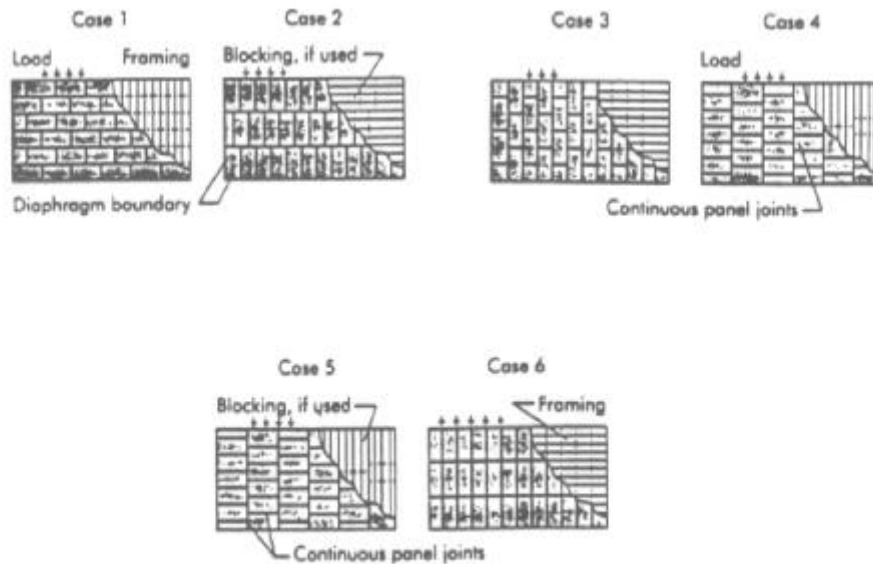 Case 1
Case 2
Case 3
Case 4
Load
Framing
Blocking, if used
Load
Diaphragm boundary
Continuous panel joints
Case 5
Case 6
Blocking, if used
Framing
Continuous panel joints